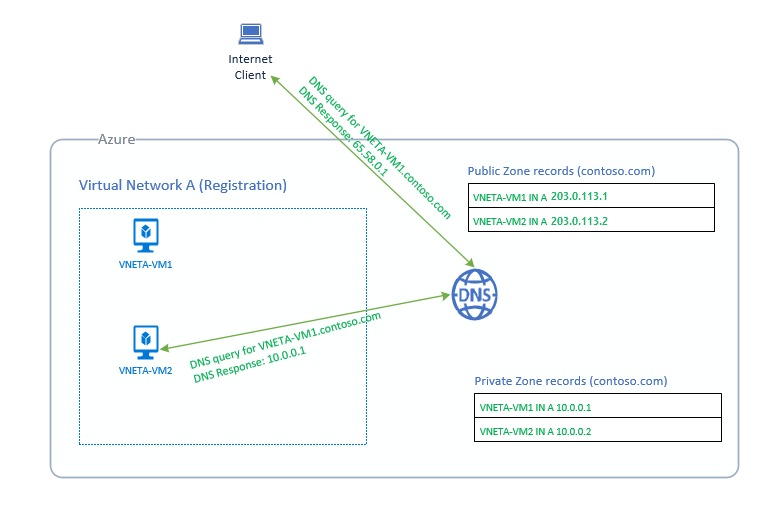 Internet
Client
DNS query for VNETA-VM1.contoso.com
DNS Response: 65.58.0.1
Azure
Virtual Network A (Registration)
Public Zone records (contoso.com)
VNETA-VM1 IN A 203.0.113.1
VNETA-VM2 IN A 203.0.113.2
VNETA-VM1
DNS
VNETA-VM2
DNS query for VNETA-VM1.contoso.com
DNS Response: 10.0.0.1
Private Zone records (contoso.com)
VNETA-VM1 IN A 10.0.0.1
VNETA-VM2 IN A 10.0.0.2